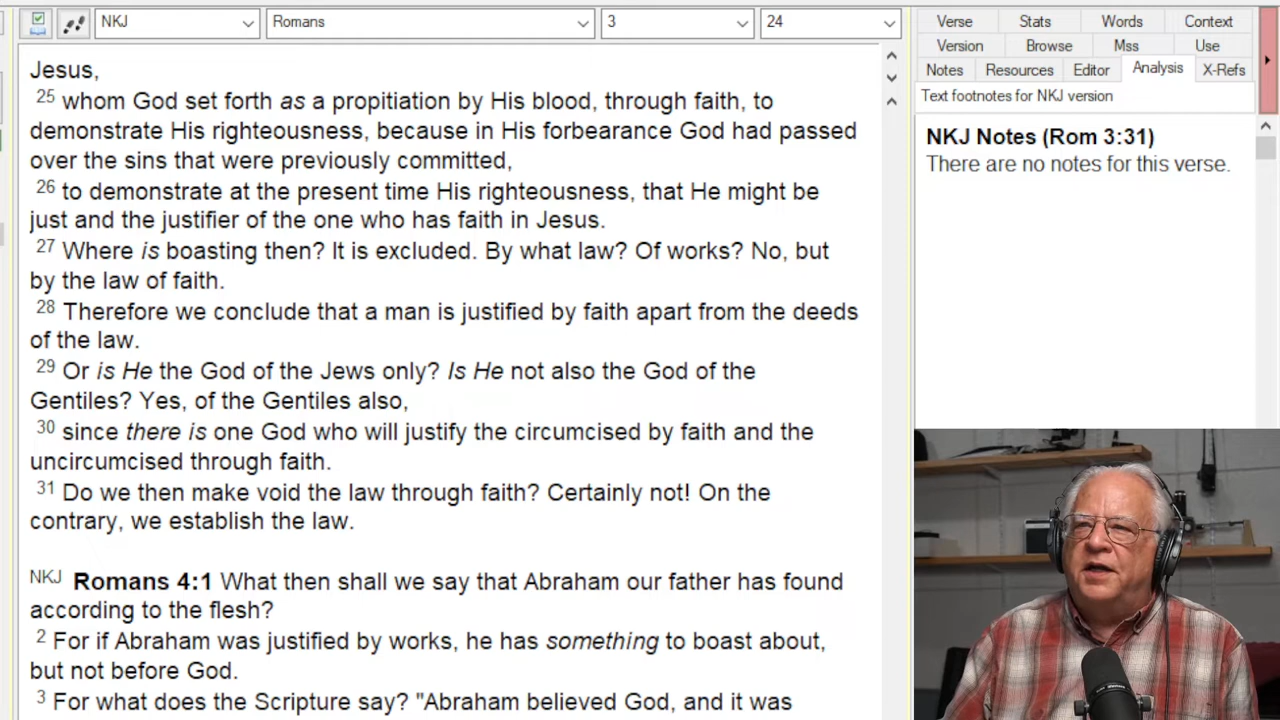 NKJ Romans 3 24
Verse Stats Words Context
Version Browse Mss Use
Notes Resources Editor Analysis X-Refs
Text footnotes for NKJ version
NKJ Notes (Rom 3:31)
There are no notes for this verse.
Jesus,
25 whom God set forth as a propitiation by His blood, through faith, to
demonstrate His righteousness, because in His forbearance God had passed
over the sins that were previously committed,
26 to demonstrate at the present time His righteousness, that He might be
just and the justifier of the one who has faith in Jesus.
27 Where is boasting then? It is excluded. By what law? Of works? No, but
by the law of faith.
28 Therefore we conclude that a man is justified by faith apart from the deeds
of the law.
29 Or is He the God of the Jews only? Is He not also the God of the
Gentiles? Yes, of the Gentiles also,
30 since there is one God who will justify the circumcised by faith and the
uncircumcised through faith.
31 Do we then make void the law through faith? Certainly not! On the
contrary, we establish the law.
NKJ Romans 4:1 What then shall we say that Abraham our father has found
according to the flesh?
2 For if Abraham was justified by works, he has something to boast about,
but not before God.
3 For what does the Scripture say? "Abraham believed God, and it was